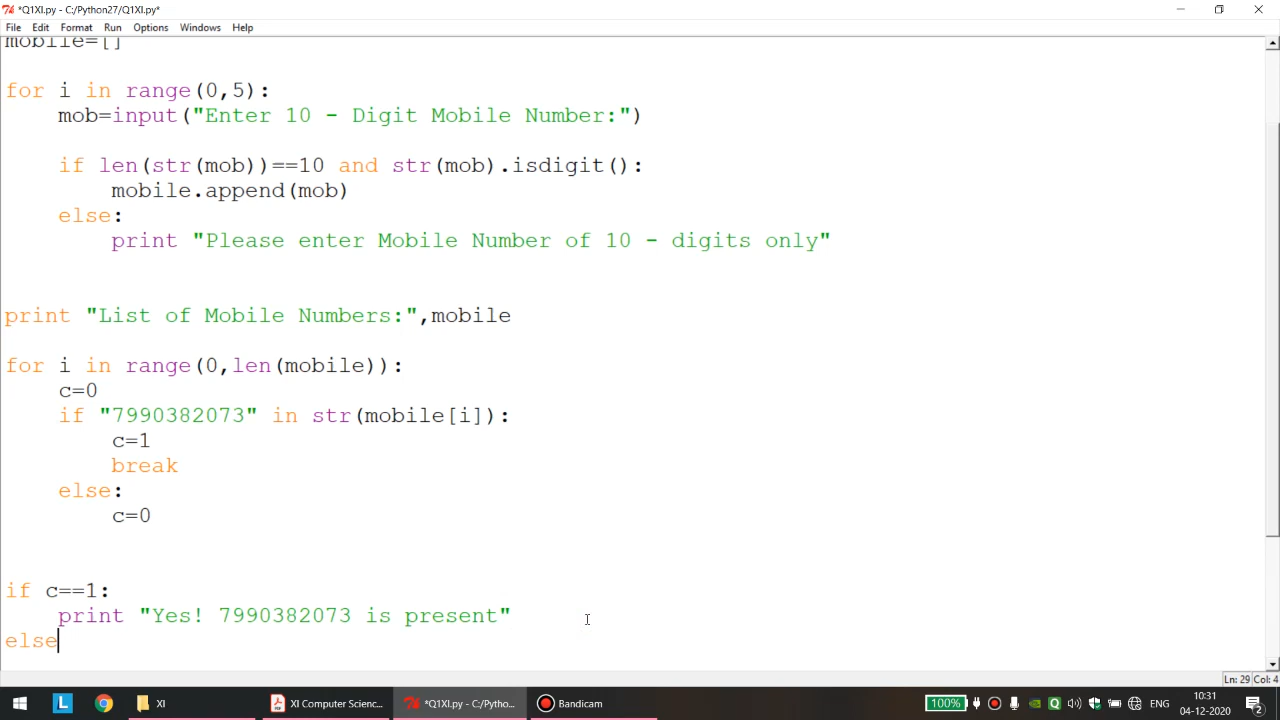 *Q1XI.py - C:/Python27/Q1XI.py*
File Edit Format Run Options Windows Help
mobile=[]
for i in range(0,5):
    mob=input("Enter 10 - Digit Mobile Number:")
    if len(str(mob))==10 and str(mob).isdigit():
        mobile.append(mob)
    else:
        print "Please enter Mobile Number of 10 - digits only"
print "List of Mobile Numbers:",mobile
for i in range(0,len(mobile)):
    c=0
    if "7990382073" in str(mobile[i]):
        c=1
        break
    else:
        c=0
if c==1:
    print "Yes! 7990382073 is present"
else
Ln: 29 Col: 4
L XI XI Computer Scienc... *Q1XI.py - C:/Pytho... Bandicam 100% ENG 10:31
04-12-2020 2